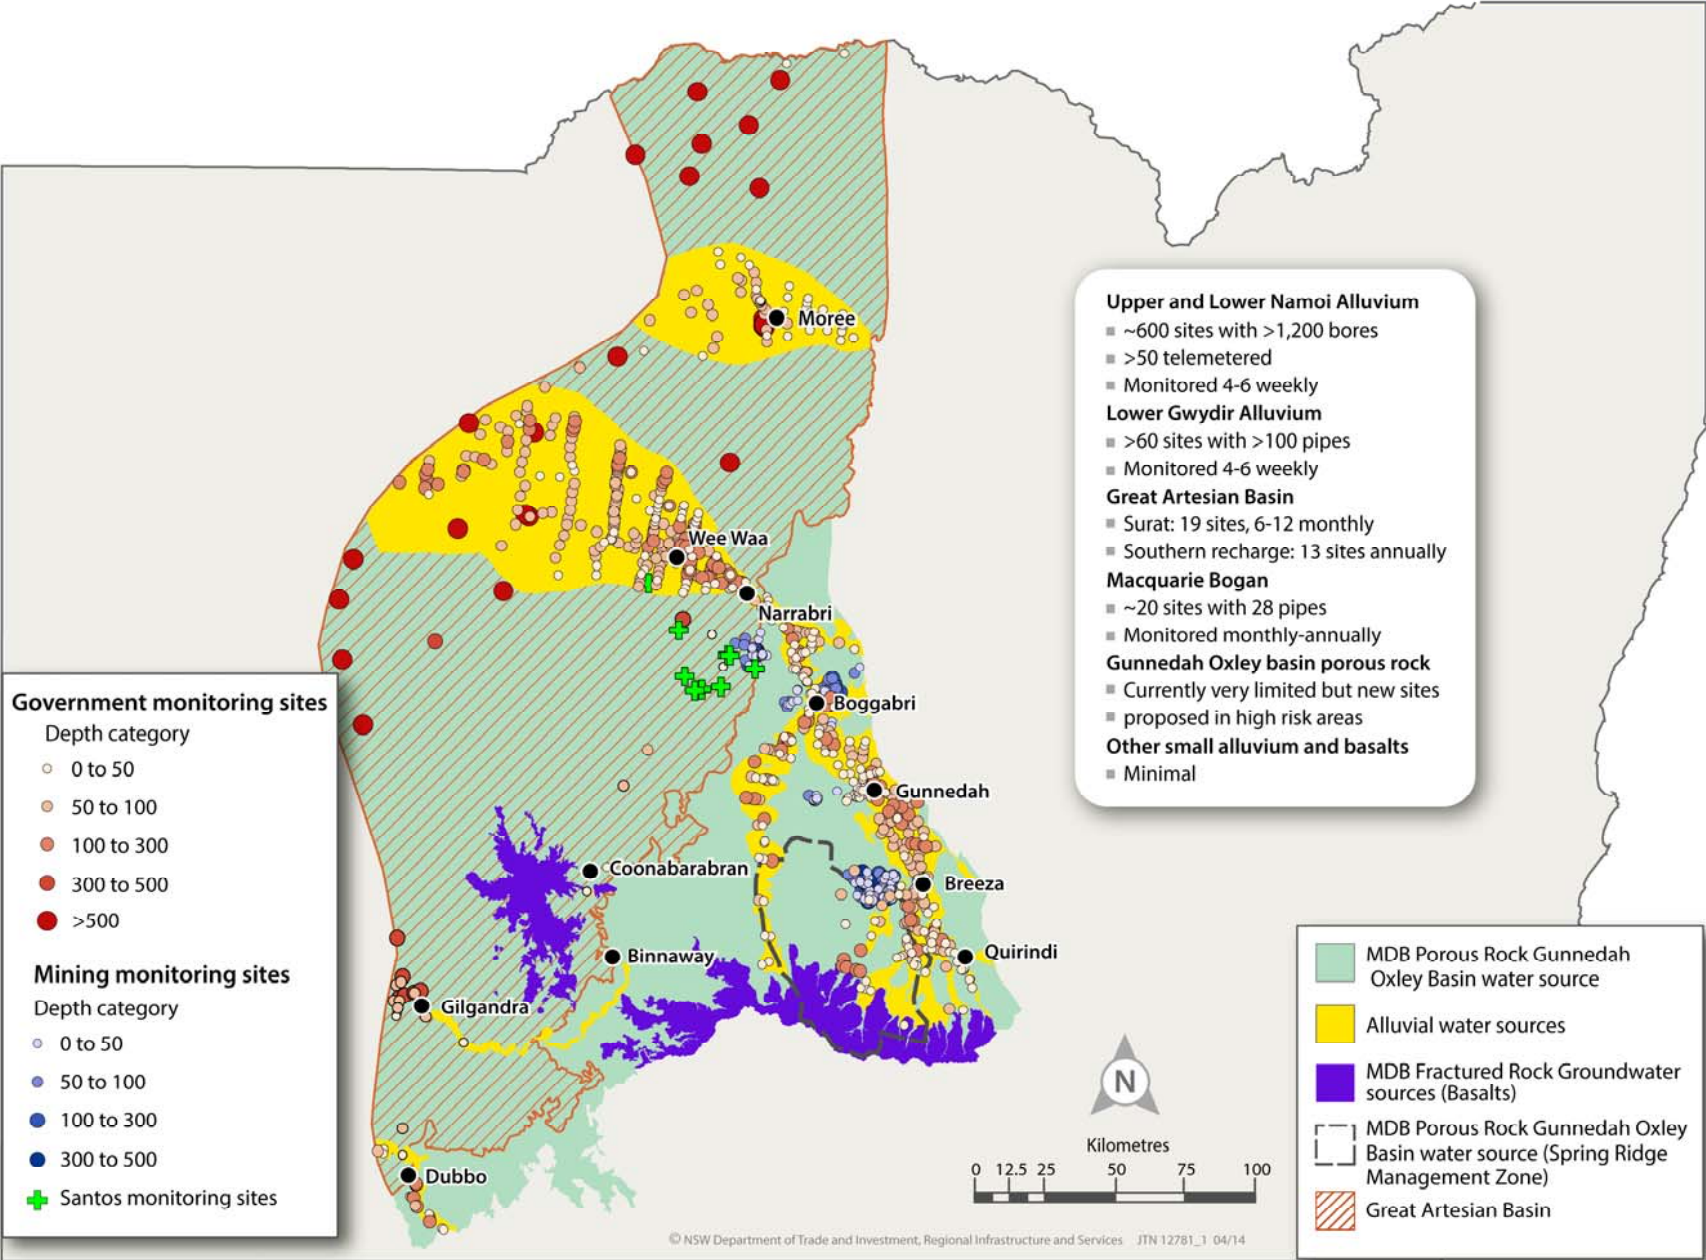 Moree
Wee Waa
Narrabri
Boggabri
Gunnedah
Coonabarabran
Breeza
Binnaway
Quirindi
Gilgandra
Dubbo
Upper and Lower Namoi Alluvium
~600 sites with >1,200 bores
>50 telemetered
Monitored 4-6 weekly
Lower Gwydir Alluvium
>60 sites with >100 pipes
Monitored 4-6 weekly
Great Artesian Basin
Surat: 19 sites, 6-12 monthly
Southern recharge: 13 sites annually
Macquarie Bogan
~20 sites with 28 pipes
Monitored monthly-annually
Gunnedah Oxley basin porous rock
Currently very limited but new sites
proposed in high risk areas
Other small alluvium and basalts
Minimal
Government monitoring sites
Depth category
0 to 50
50 to 100
100 to 300
300 to 500
>500
Mining monitoring sites
Depth category
0 to 50
50 to 100
100 to 300
300 to 500
Santos monitoring sites
N
Kilometres
0 12.5 25 50 75 100
MDB Porous Rock Gunnedah
Oxley Basin water source
Alluvial water sources
MDB Fractured Rock Groundwater
sources (Basalts)
MDB Porous Rock Gunnedah Oxley
Basin water source (Spring Ridge
Management Zone)
Great Artesian Basin
© NSW Department of Trade and Investment, Regional Infrastructure and Services JTN 12781_1 04/14